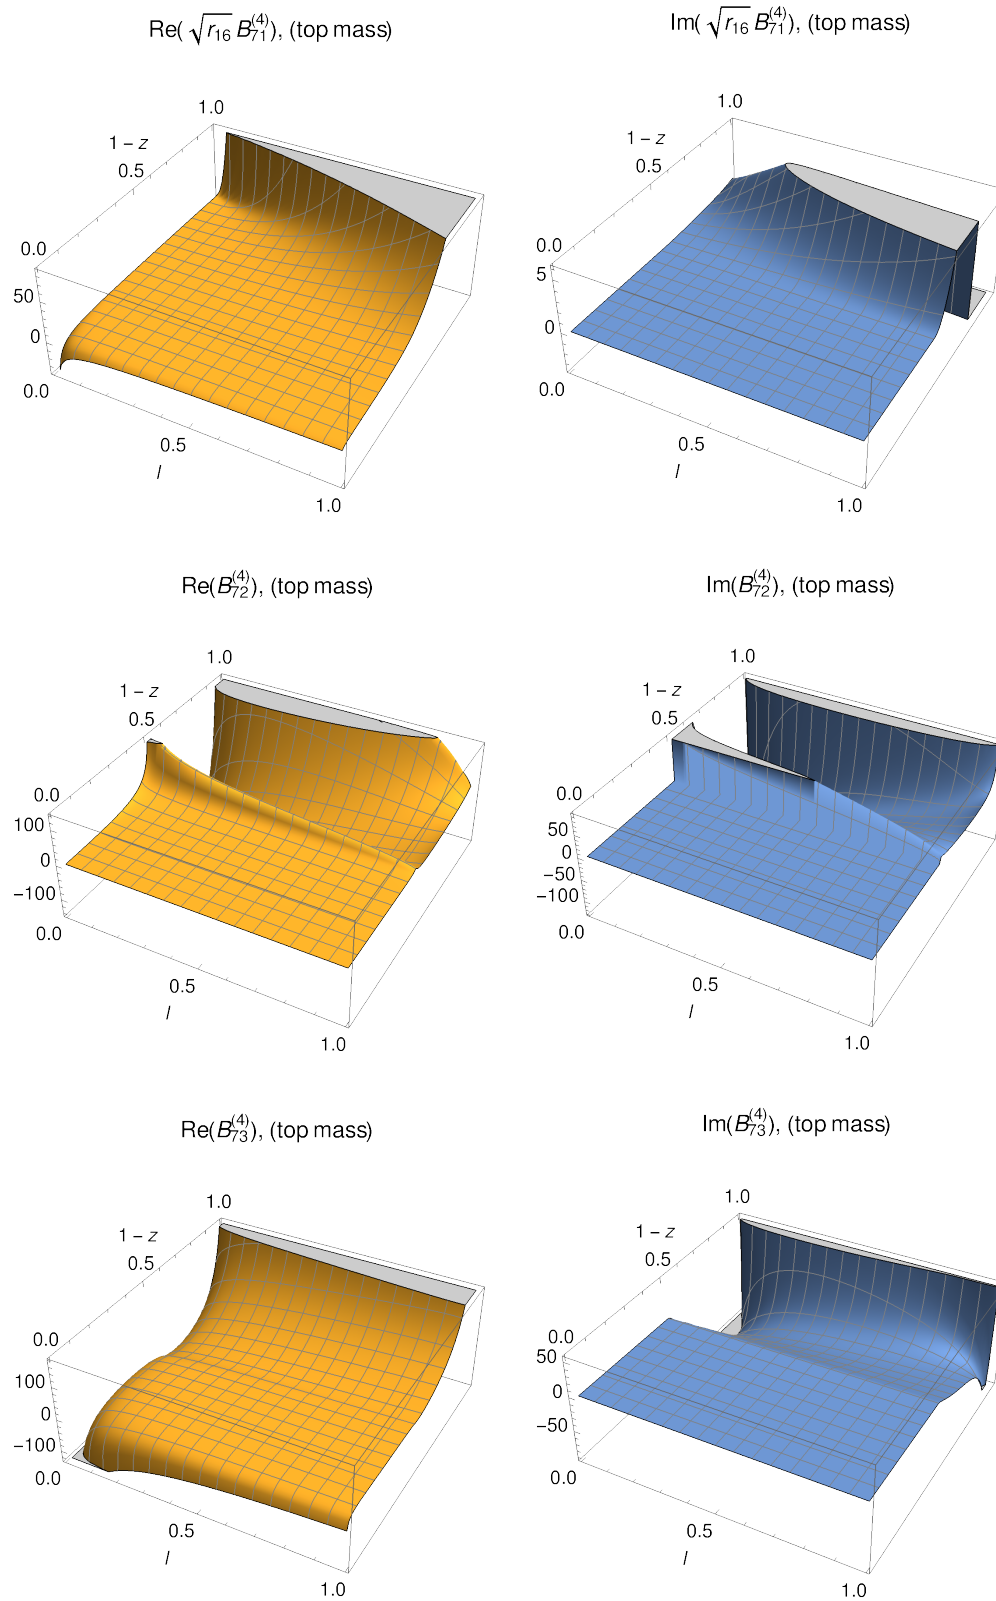 Re( √r16 B71^(4)), (top mass)
1.0
1 − z
0.5
0.0
50
0
0.0
0.5
l
1.0
Im( √r16 B71^(4)), (top mass)
1.0
1 − z
0.5
0.0
5
0
0.0
0.5
l
1.0
Re(B72^(4)), (top mass)
1.0
1 − z
0.5
0.0
100
0
−100
0.0
0.5
l
1.0
Im(B72^(4)), (top mass)
1.0
1 − z
0.5
0.0
50
0
−50
−100
0.0
0.5
l
1.0
Re(B73^(4)), (top mass)
1.0
1 − z
0.5
0.0
100
0
−100
0.0
0.5
l
1.0
Im(B73^(4)), (top mass)
1.0
1 − z
0.5
0.0
50
0
−50
0.0
0.5
l
1.0